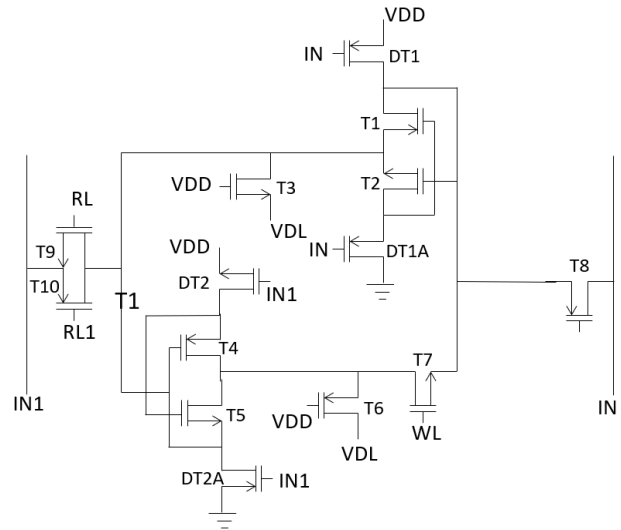 VDD
IN
DT1
T1
RL
VDD
T3
T2
T9
VDL
IN
DT1A
VDD
T8
T10
DT2
IN1
T1
RL1
T4
T7
IN1
T5
VDD
T6
WL
IN
VDL
DT2A
IN1